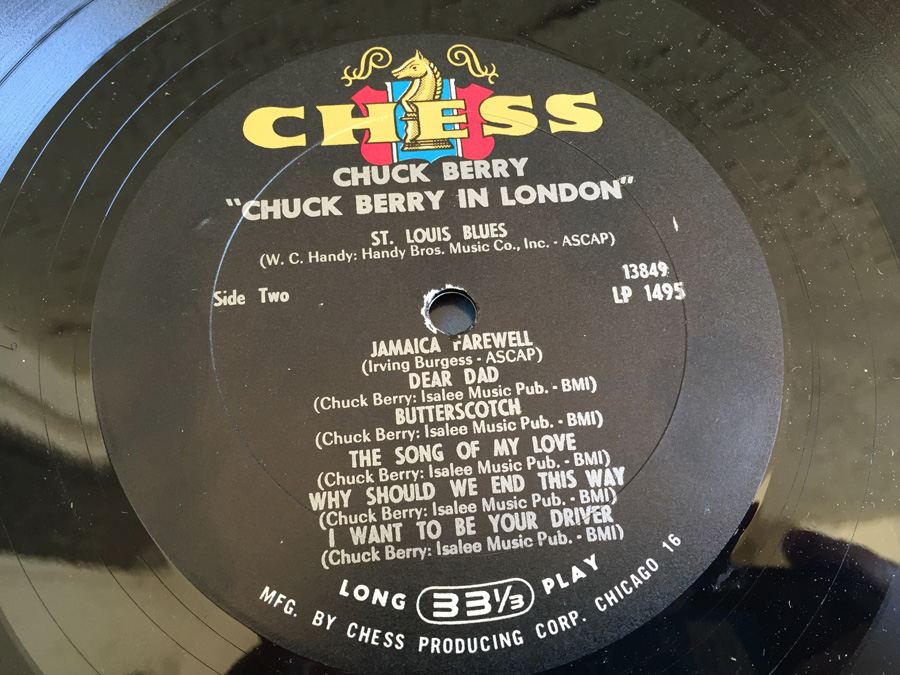 CHESS
CHUCK BERRY
"CHUCK BERRY IN LONDON"
ST. LOUIS BLUES
(W. C. Handy: Handy Bros. Music Co., Inc. - ASCAP)
13849
Side Two
LP 1495
JAMAICA FAREWELL
(Irving Burgess - ASCAP)
DEAR DAD
(Chuck Berry: Isalee Music Pub. - BMI)
BUTTERSCOTCH
(Chuck Berry: Isalee Music Pub. - BMI)
THE SONG OF MY LOVE
(Chuck Berry: Isalee Music Pub. - BMI)
WHY SHOULD WE END THIS WAY
(Chuck Berry: Isalee Music Pub. - BMI)
I WANT TO BE YOUR DRIVER
(Chuck Berry: Isalee Music Pub. - BMI)
LONG 33⅓ PLAY
MFG. BY CHESS PRODUCING CORP. CHICAGO 16